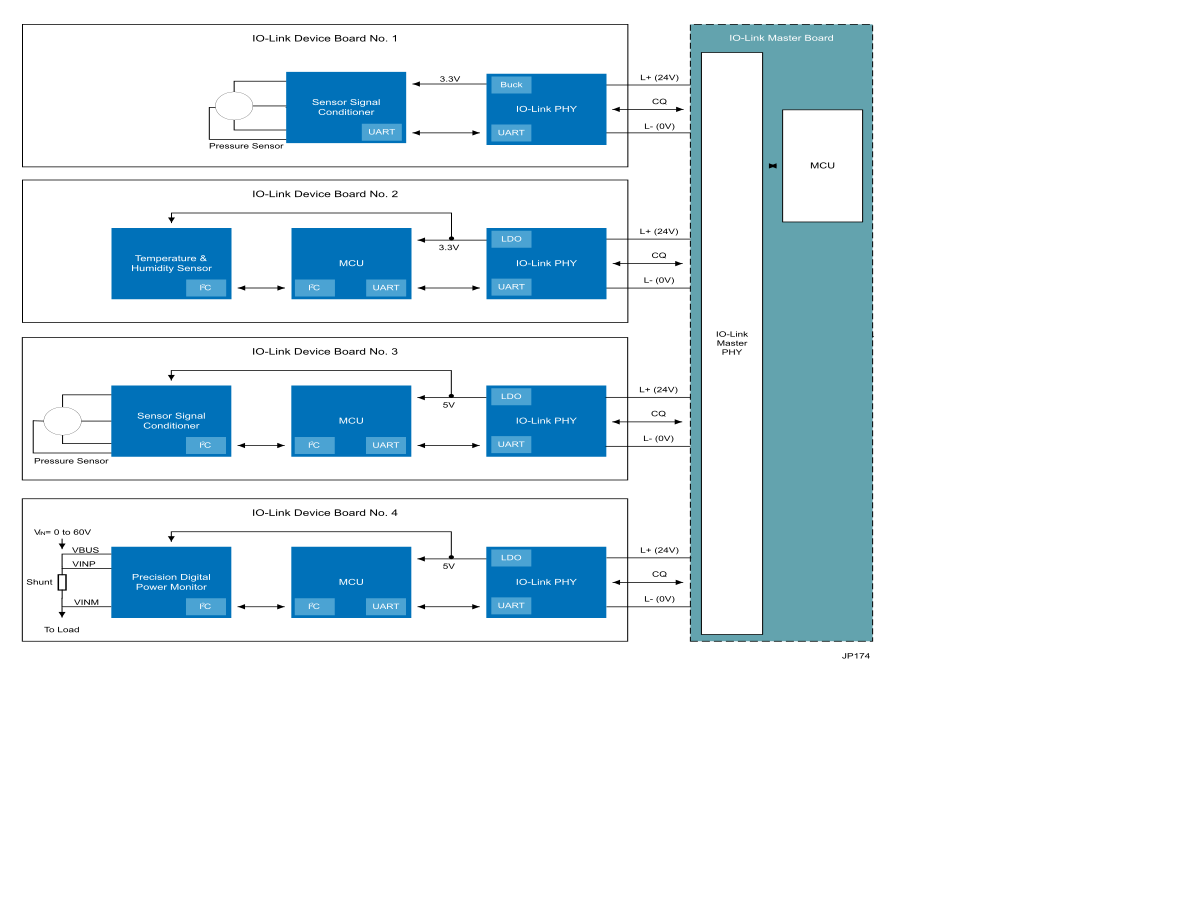 IO-Link Device Board No. 1
Sensor Signal
Conditioner
UART
Pressure Sensor
3.3V
Buck
IO-Link PHY
UART
L+ (24V)
CQ
L- (0V)
IO-Link Device Board No. 2
Temperature &
Humidity Sensor
I²C
MCU
I²C
UART
3.3V
LDO
IO-Link PHY
UART
L+ (24V)
CQ
L- (0V)
IO-Link Device Board No. 3
Sensor Signal
Conditioner
I²C
Pressure Sensor
MCU
I²C
UART
5V
LDO
IO-Link PHY
UART
L+ (24V)
CQ
L- (0V)
IO-Link Device Board No. 4
VIN= 0 to 60V
VBUS
VINP
Shunt
VINM
To Load
Precision Digital
Power Monitor
I²C
MCU
I²C
UART
5V
LDO
IO-Link PHY
UART
L+ (24V)
CQ
L- (0V)
IO-Link Master Board
IO-Link
Master
PHY
MCU
JP174